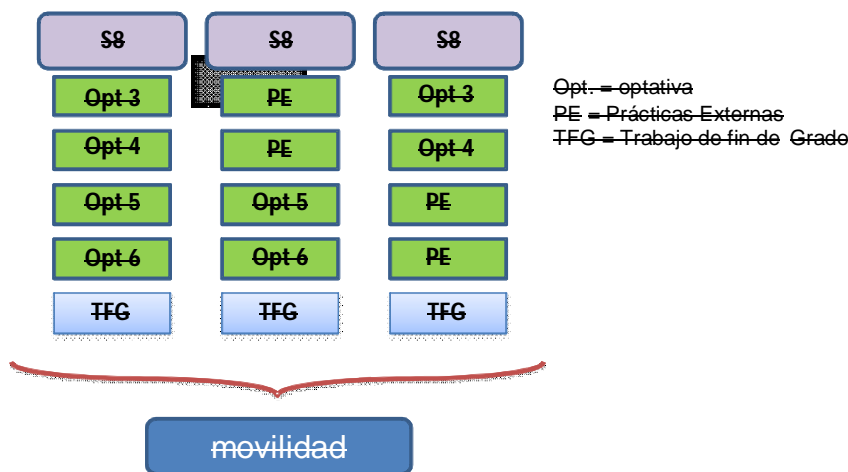 S8 S8 S8
Opt 3 PE Opt 3
Opt 4 PE Opt 4
Opt 5 Opt 5 PE
Opt 6 Opt 6 PE
TFG TFG TFG
Opt. = optativa
PE = Prácticas Externas
TFG = Trabajo de fin de Grado
movilidad